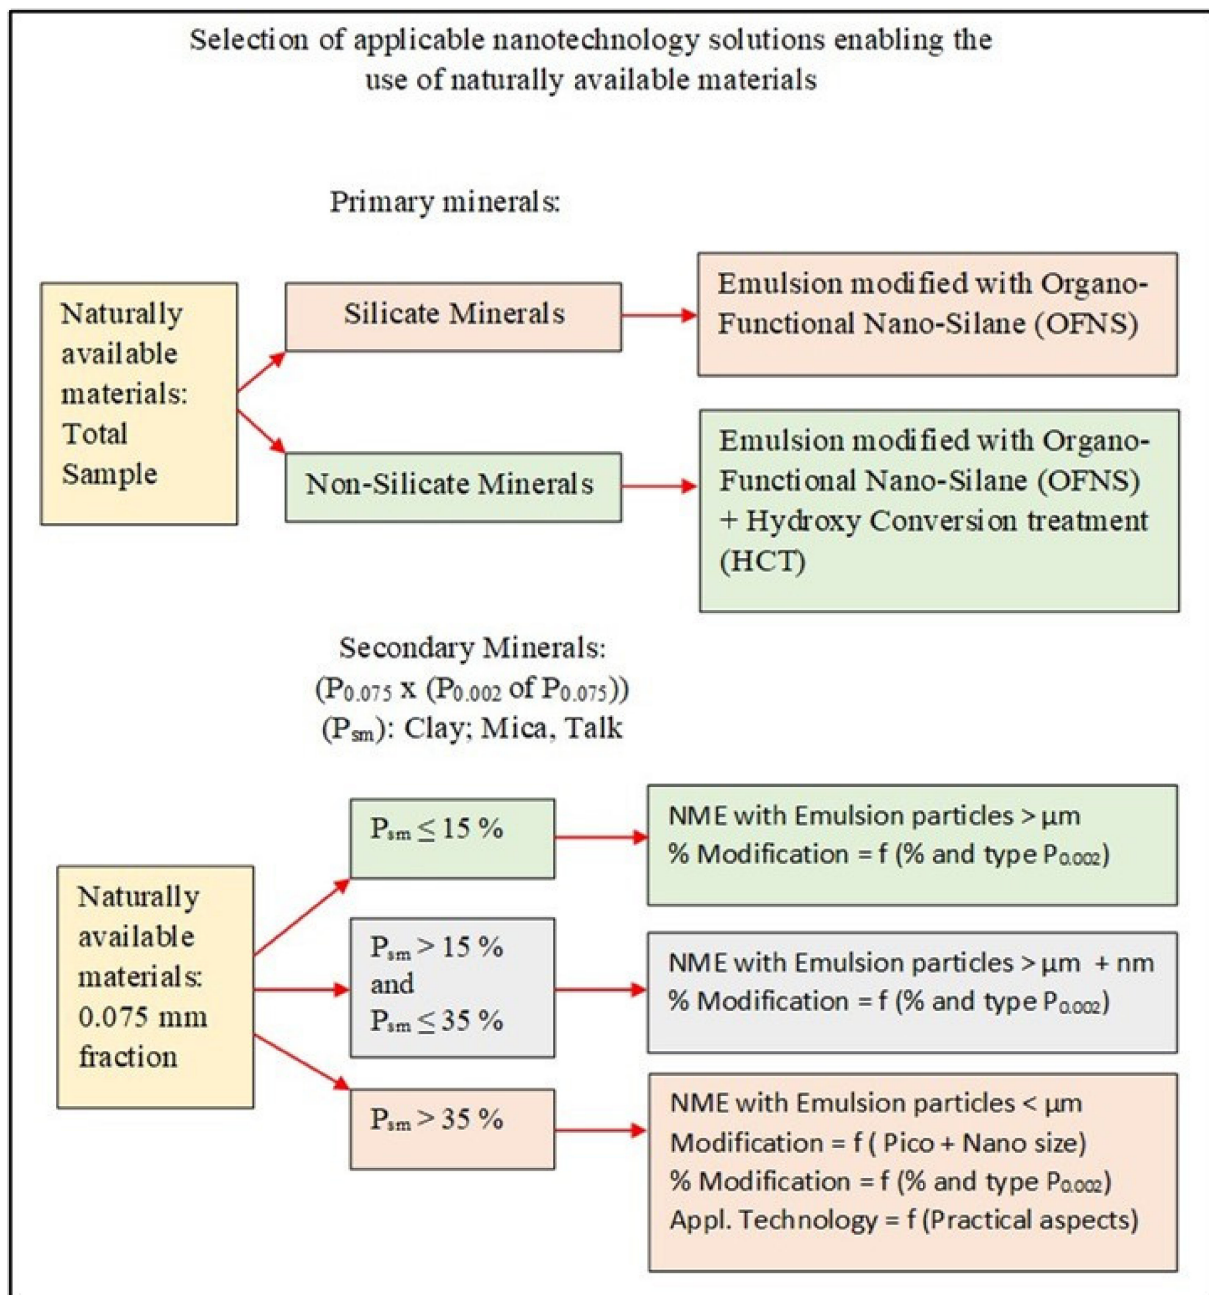 Selection of applicable nanotechnology solutions enabling the
use of naturally available materials
Primary minerals:
Naturally
available
materials:
Total
Sample
Silicate Minerals
Emulsion modified with Organo-
Functional Nano-Silane (OFNS)
Non-Silicate Minerals
Emulsion modified with Organo-
Functional Nano-Silane (OFNS)
+ Hydroxy Conversion treatment
(HCT)
Secondary Minerals:
(P0.075 x (P0.002 of P0.075))
(Psm): Clay; Mica, Talk
Naturally
available
materials:
0.075 mm
fraction
Psm ≤ 15 %
NME with Emulsion particles > μm
% Modification = f (% and type P0.002)
Psm > 15 %
and
Psm ≤ 35 %
NME with Emulsion particles > μm + nm
% Modification = f (% and type P0.002)
Psm > 35 %
NME with Emulsion particles < μm
Modification = f ( Pico + Nano size)
% Modification = f (% and type P0.002)
Appl. Technology = f (Practical aspects)